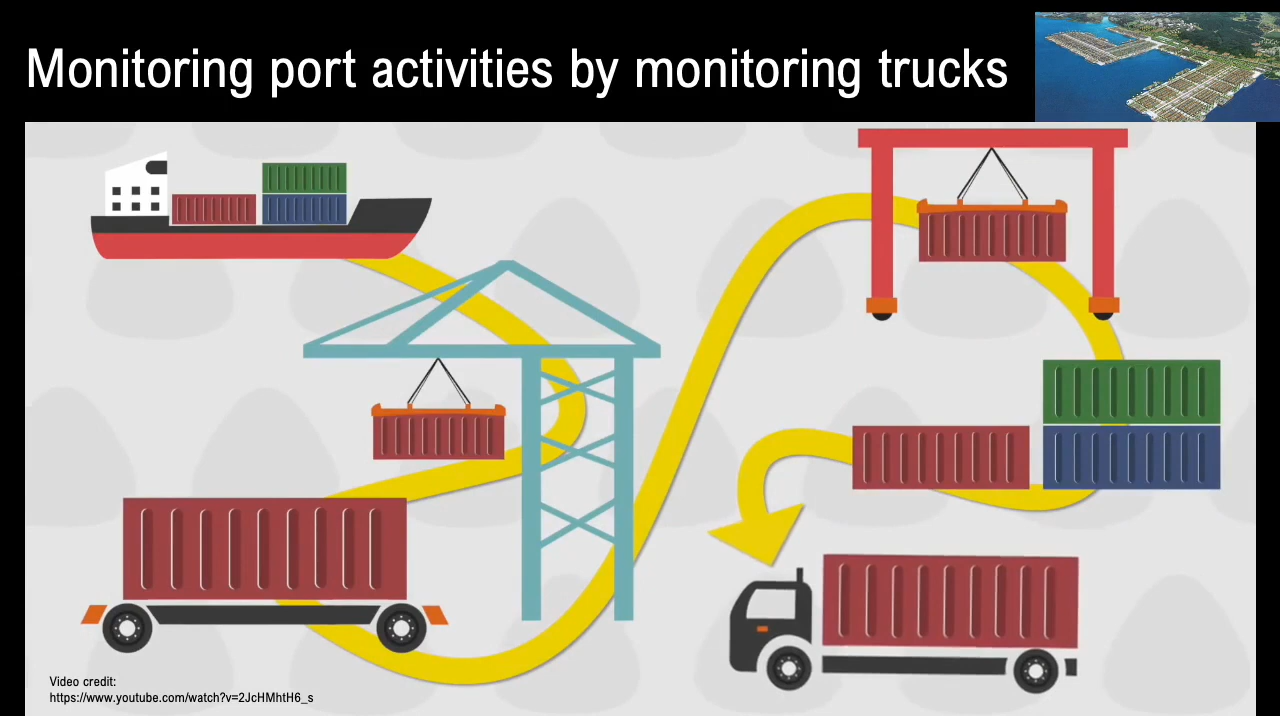 Monitoring port activities by monitoring trucks
Video credit:
https://www.youtube.com/watch?v=2JcHMhtH6_s